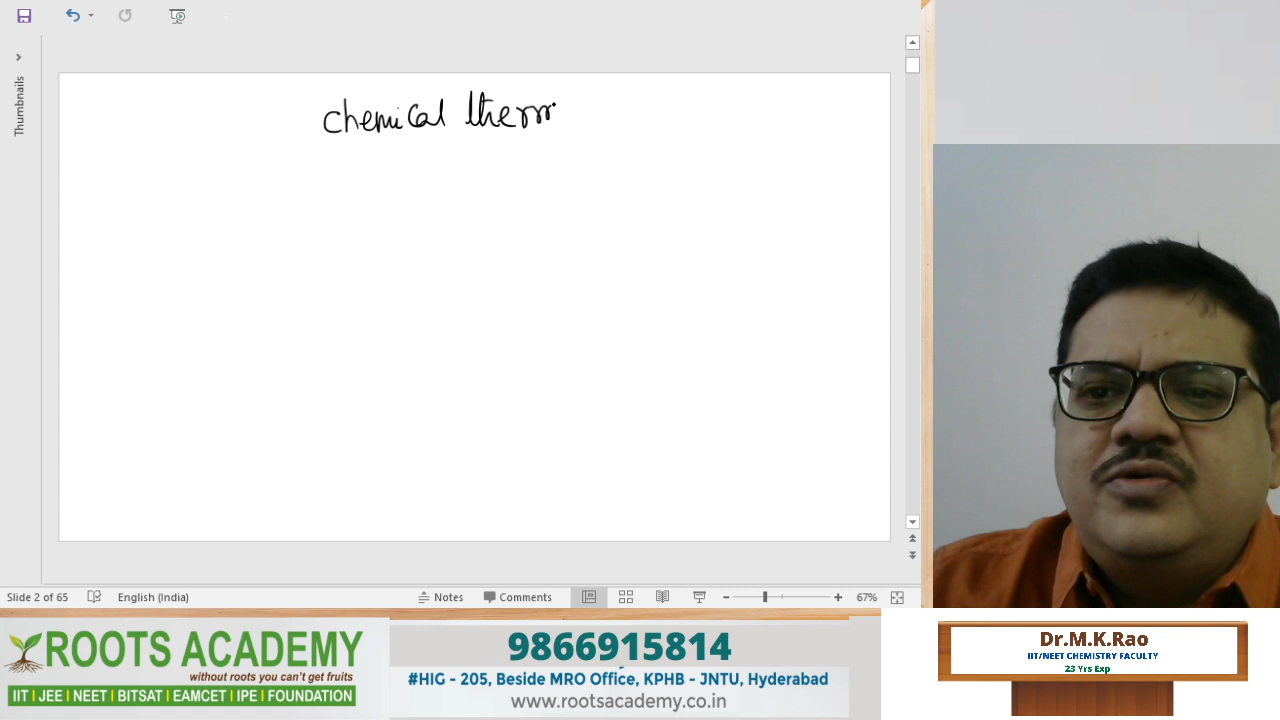 Thumbnails
chemical therm
Slide 2 of 65
English (India)
Notes
Comments
67%
ROOTS ACADEMY
without roots you can't get fruits
IIT I JEE I NEET I BITSAT I EAMCET I IPE I FOUNDATION
9866915814
#HIG - 205, Beside MRO Office, KPHB - JNTU, Hyderabad
www.rootsacademy.co.in
Dr.M.K.Rao
IIT/NEET CHEMISTRY FACULTY
23 Yrs Exp